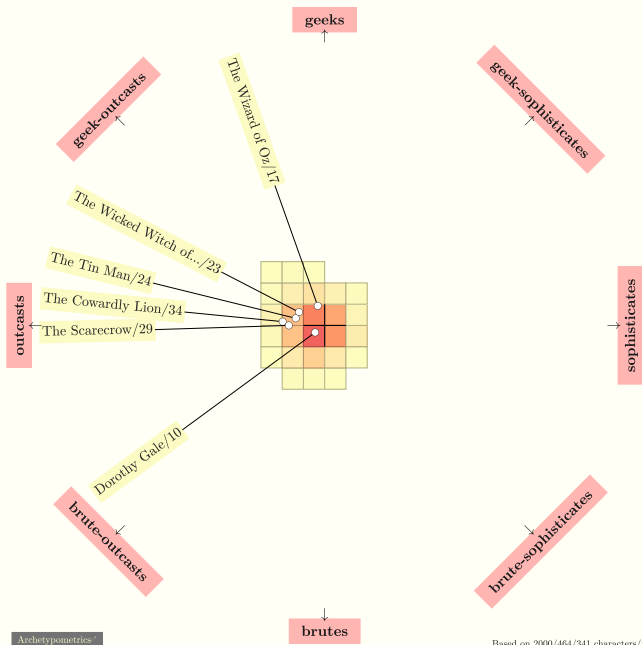 geeks
geek-outcasts
geek-sophisticates
The Wizard of Oz/17
The Wicked Witch of.../23
The Tin Man/24
The Cowardly Lion/34
The Scarecrow/29
outcasts
sophisticates
Dorothy Gale/10
brute-outcasts
brute-sophisticates
brutes
Archetypometrics
Based on 2000/464/341 characters/